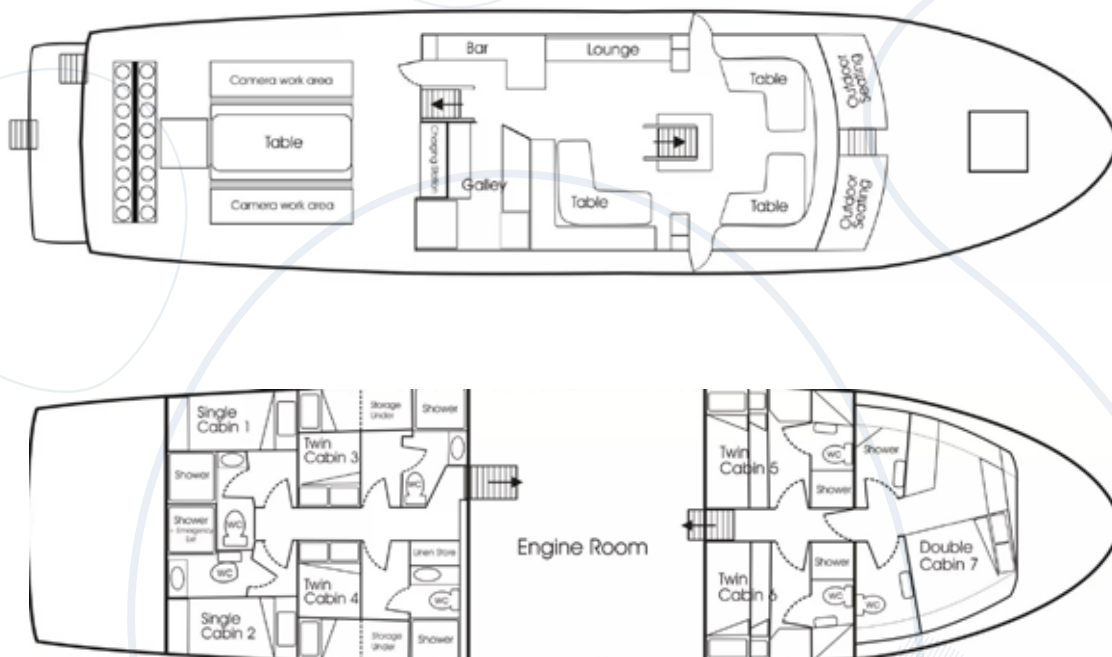 Bar
Lounge
Camera work area
Table
Camera work area
Charging Station
Galley
Table
Table
Table
Outdoor
Seating
Outdoor
Seating
Single
Cabin 1
Shower
Shower
+ Emergency
Exit
WC
WC
Single
Cabin 2
Twin
Cabin 3
Storage
Under
Shower
WC
Linen Store
Twin
Cabin 4
WC
Storage
Under
Shower
Engine Room
Twin
Cabin 5
WC
Shower
Shower
Twin
Cabin 6
Shower
WC
WC
Double
Cabin 7